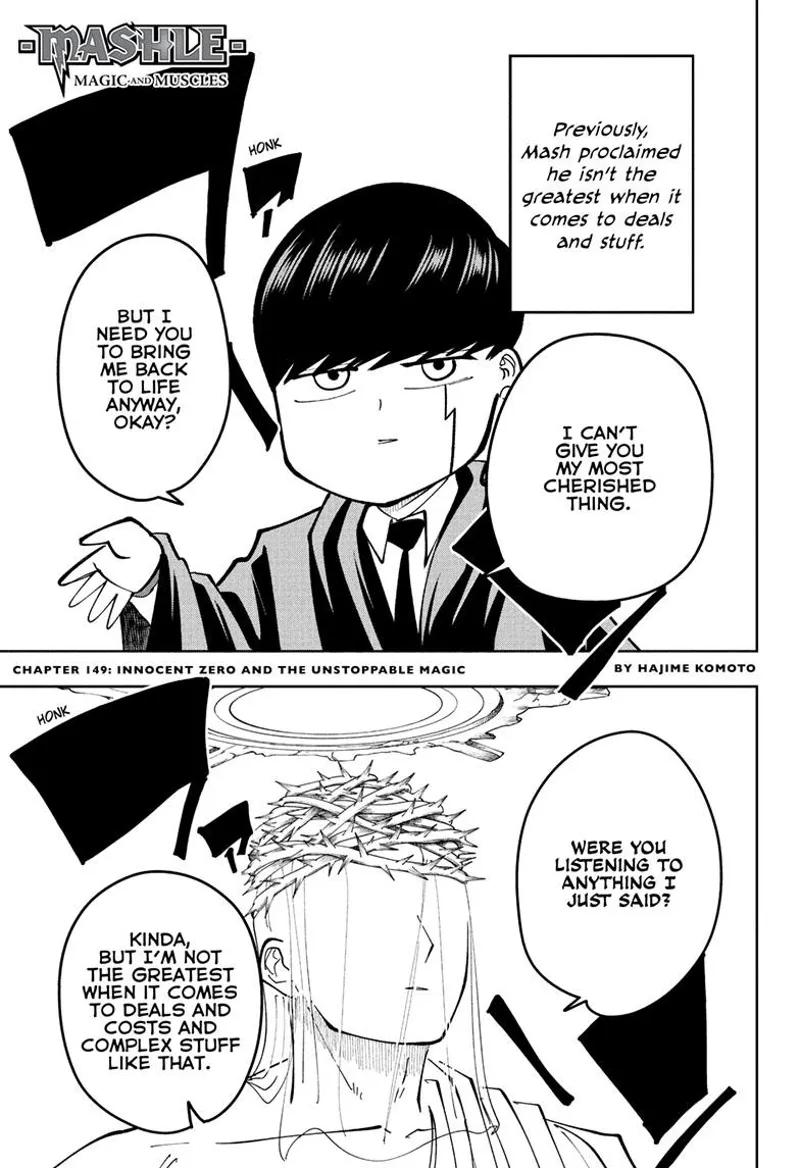 -MASHLE-
MAGIC AND MUSCLES
HONK
Previously,
Mash proclaimed
he isn't the
greatest when it
comes to deals
and stuff.
I CAN'T
GIVE YOU
MY MOST
CHERISHED
THING.
BUT I
NEED YOU
TO BRING
ME BACK
TO LIFE
ANYWAY,
OKAY?
CHAPTER 149: INNOCENT ZERO AND THE UNSTOPPABLE MAGIC
BY HAJIME KOMOTO
HONK
WERE YOU
LISTENING TO
ANYTHING I
JUST SAID?
KINDA,
BUT I'M NOT
THE GREATEST
WHEN IT COMES
TO DEALS AND
COSTS AND
COMPLEX STUFF
LIKE THAT.